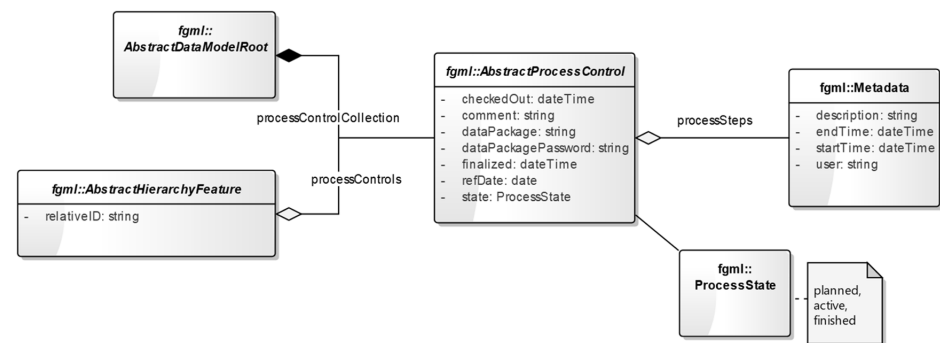 fgml::
AbstractDataModelRoot
processControlCollection
processControls
fgml::AbstractHierarchyFeature
- relativeID: string
fgml::AbstractProcessControl
- checkedOut: dateTime
- comment: string
- dataPackage: string
- dataPackagePassword: string
- finalized: dateTime
- refDate: date
- state: ProcessState
processSteps
fgml::Metadata
- description: string
- endTime: dateTime
- startTime: dateTime
- user: string
fgml::
ProcessState
planned,
active,
finished